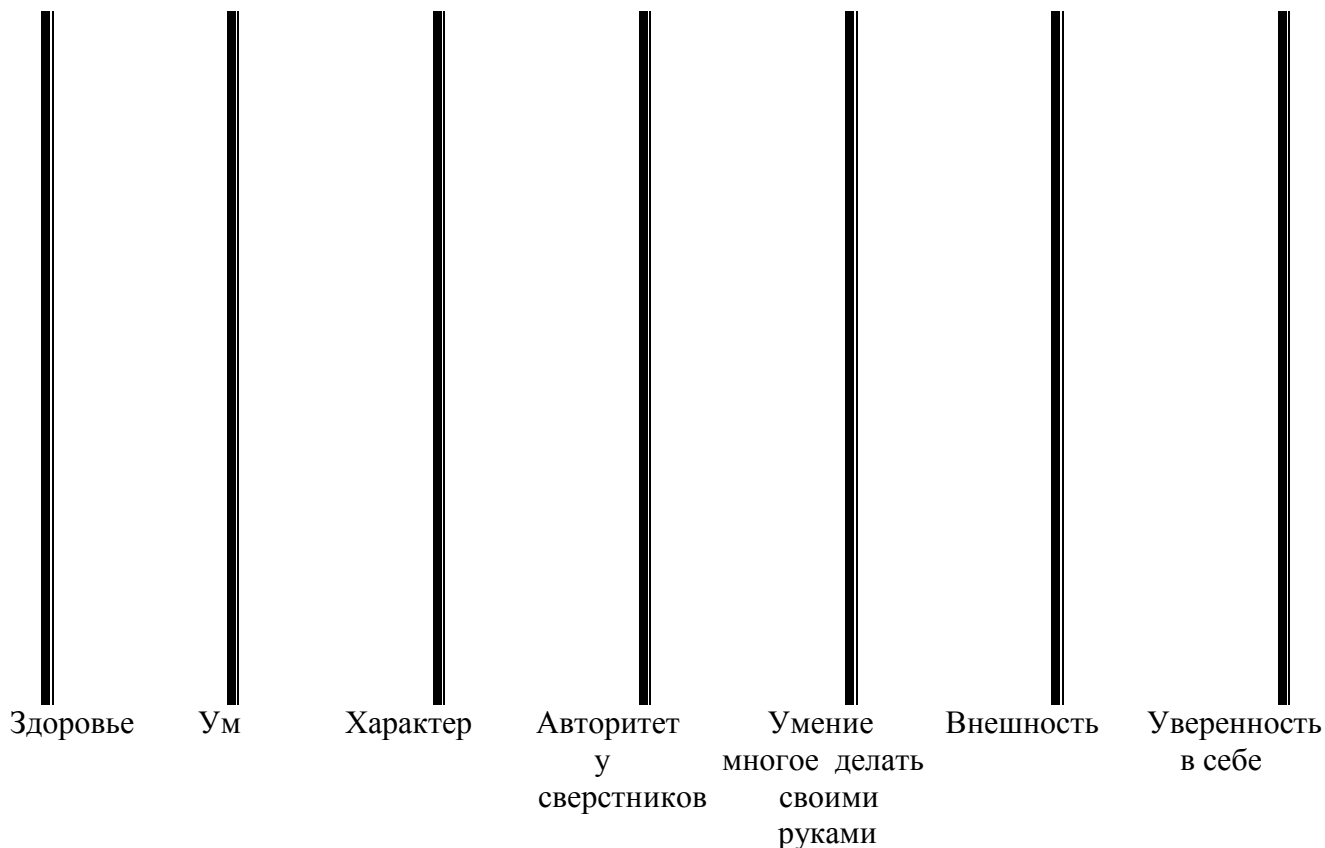 Здоровье Ум Характер Авторитет Умение Внешность Уверенность
у многое делать в себе
сверстников своими
руками